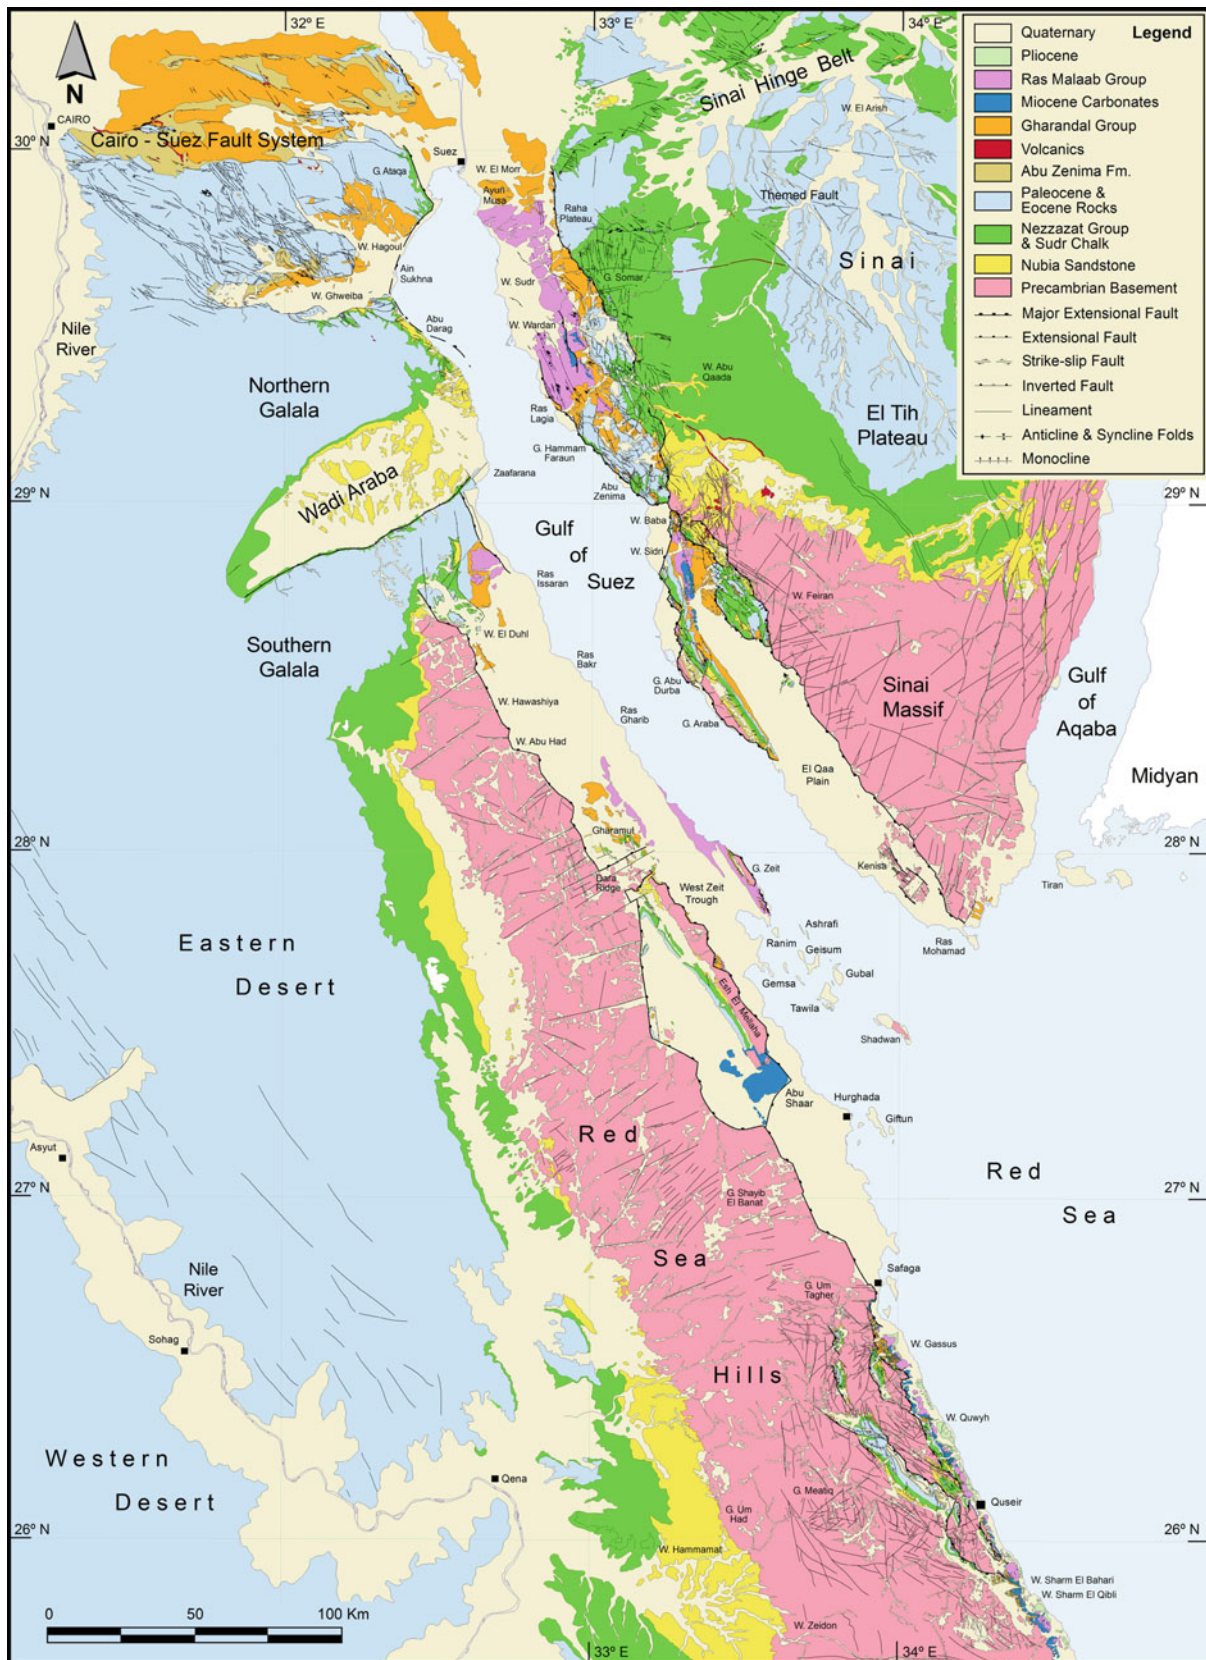 32° E
33° E
34° E
N
CAIRO
30° N
Cairo - Suez Fault System
Suez
G. Ataqa
W. El Morr
Ayun
Musa
Raha
Plateau
Sinai Hinge Belt
W. El Arish
Themed Fault
Sinai
W. Hagoul
Ain
Sukhna
W. Ghweiba
Abu
Darag
W. Sudr
G. Somar
W. Wardan
Nile
River
Northern
Galala
W. Abu
Qaada
El Tih
Plateau
Ras
Lagia
G. Hammam
Faraun
Abu
Zenima
Wadi Araba
Zaafarana
29° N
29° N
Gulf
of
Suez
W. Baba
W. Sidri
Ras
Issaran
W. Feiran
Southern
Galala
W. El Duhl
Ras
Bakr
G. Abu
Durba
Sinai
Massif
Gulf
of
Aqaba
W. Hawashiya
Ras
Gharib
G. Araba
W. Abu Had
El Qaa
Plain
Midyan
28° N
28° N
Gharamut
Dara
Ridge
G. Zeit
West Zeit
Trough
Kenisa
Tiran
Ras
Mohamad
Ashrafi
Ranim
Geisum
Gubal
Gemsa
Tawila
Shadwan
Eastern
Desert
Esh El Mellaha
Abu
Shaar
Hurghada
Giftun
Asyut
Red
Sea
Hills
Red
Sea
27° N
27° N
G. Shayib
El Banat
Safaga
G. Um
Tagher
W. Gassus
Nile
River
Sohag
W. Quwyh
Western
Desert
Qena
G. Meatiq
Quseir
G. Um
Had
26° N
26° N
W. Hammamat
W. Sharm El Bahari
W. Sharm El Qibli
W. Zeidon
0 50 100 Km
33° E
34° E
Legend
Quaternary
Pliocene
Ras Malaab Group
Miocene Carbonates
Gharandal Group
Volcanics
Abu Zenima Fm.
Paleocene &
Eocene Rocks
Nezzazat Group
& Sudr Chalk
Nubia Sandstone
Precambrian Basement
Major Extensional Fault
Extensional Fault
Strike-slip Fault
Inverted Fault
Lineament
Anticline & Syncline Folds
Monocline